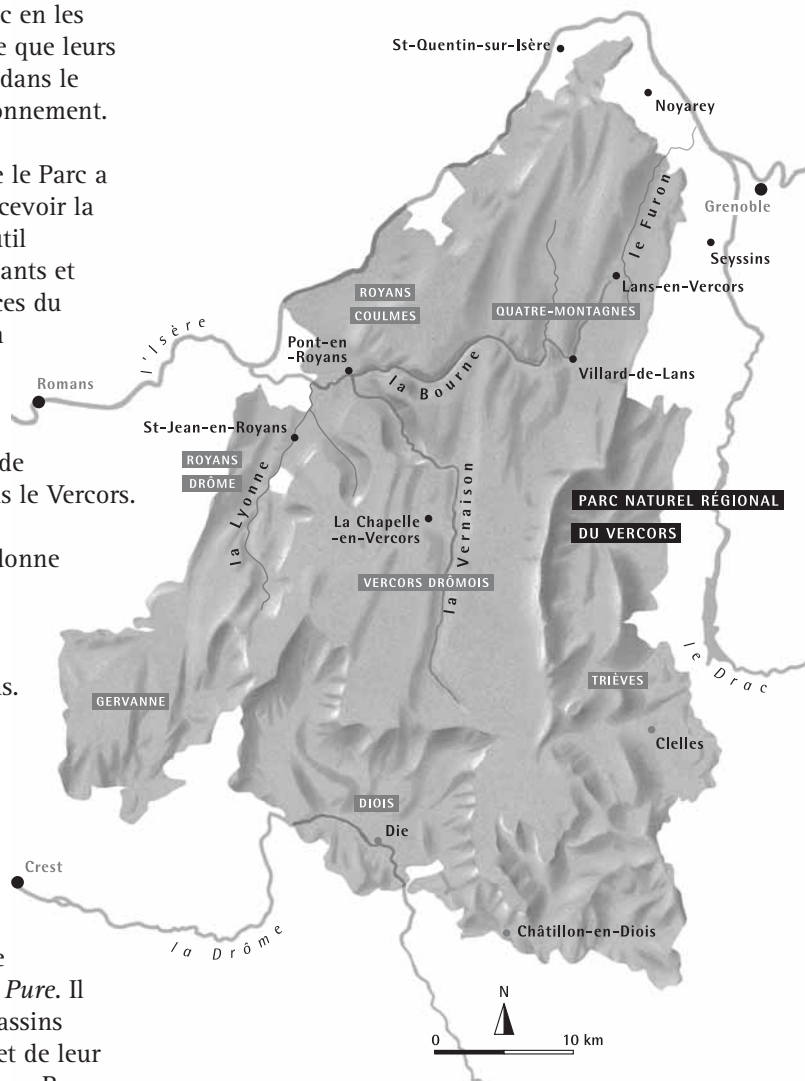 c en les
e que leurs
dans le
onnement.
e le Parc a
cevoir la
util
ants et
ces du
de
s le Vercors.
lonne
s.
e
Pure. Il
assins
et de leur
St-Quentin-sur-Isère
Noyarey
Grenoble
le Furon
Seyssins
Lans-en-Vercors
ROYANS
COULMES
QUATRE-MONTAGNES
l'Isère
Pont-en
-Royans
la Bourne
Villard-de-Lans
Romans
St-Jean-en-Royans
ROYANS
DRÔME
la Lyonne
La Chapelle
-en-Vercors
la Vernaison
PARC NATUREL RÉGIONAL
DU VERCORS
VERCORS DRÔMOIS
le Drac
TRIÈVES
GERVANNE
Clelles
DIOIS
Die
Crest
la Drôme
Châtillon-en-Diois
N
0 10 km